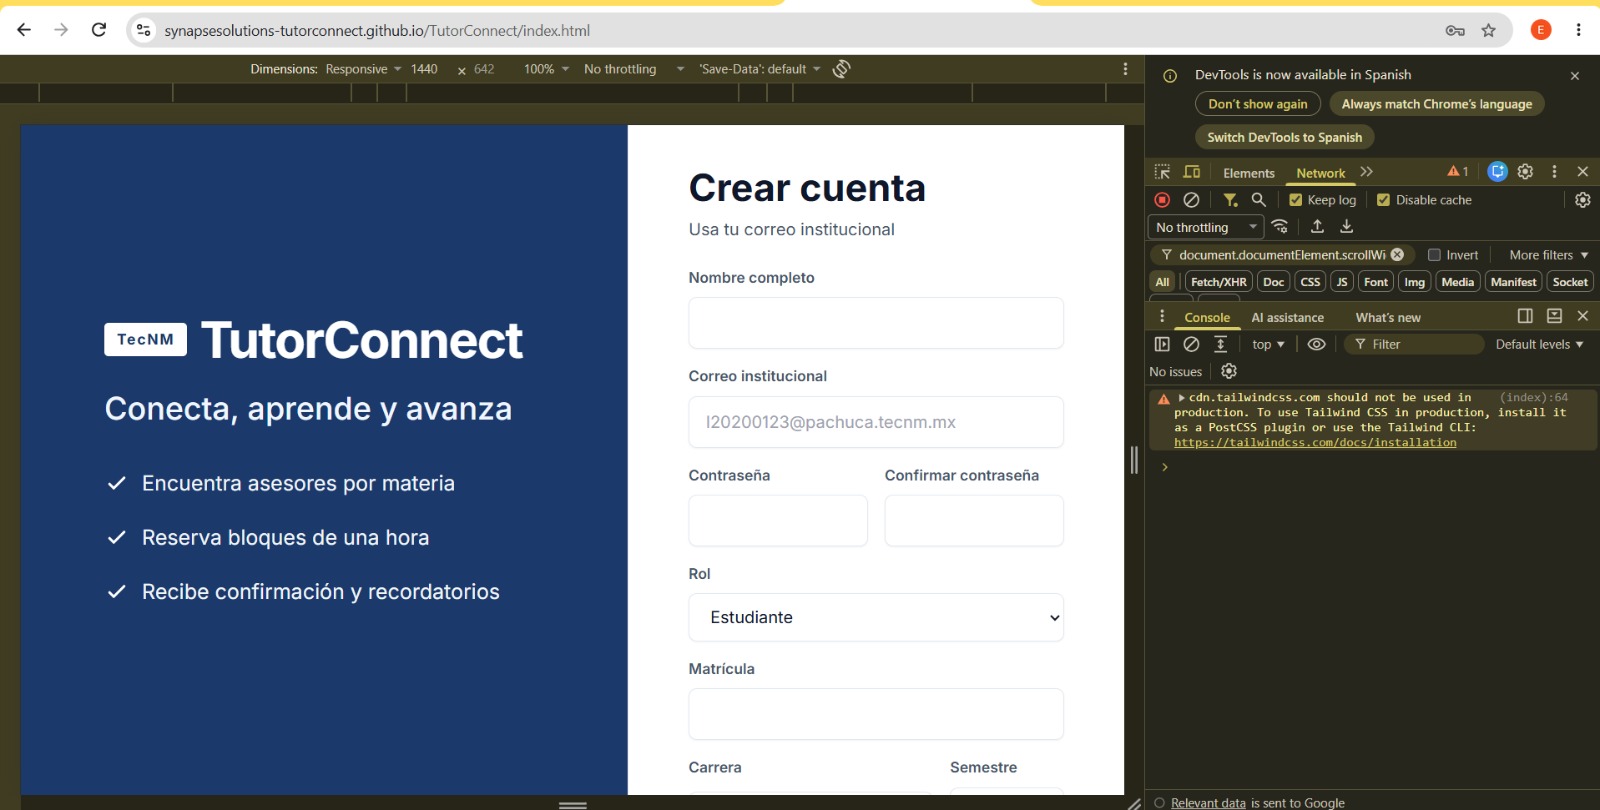 synapsesolutions-tutorconnect.github.io/TutorConnect/index.html
E
Dimensions: Responsive 1440 x 642 100% No throttling 'Save-Data': default
DevTools is now available in Spanish
Don't show again Always match Chrome's language
Switch DevTools to Spanish
Elements Network 1
Keep log Disable cache
No throttling
document.documentElement.scrollWi Invert More filters
All Fetch/XHR Doc CSS JS Font Img Media Manifest Socket
Console AI assistance What's new
top Filter Default levels
No issues
cdn.tailwindcss.com should not be used in (index):64
production. To use Tailwind CSS in production, install it
as a PostCSS plugin or use the Tailwind CLI:
https://tailwindcss.com/docs/installation
Relevant data is sent to Google
TecNM TutorConnect
Conecta, aprende y avanza
Encuentra asesores por materia
Reserva bloques de una hora
Recibe confirmación y recordatorios
Crear cuenta
Usa tu correo institucional
Nombre completo
Correo institucional
l20200123@pachuca.tecnm.mx
Contraseña Confirmar contraseña
Rol
Estudiante
Matrícula
Carrera Semestre